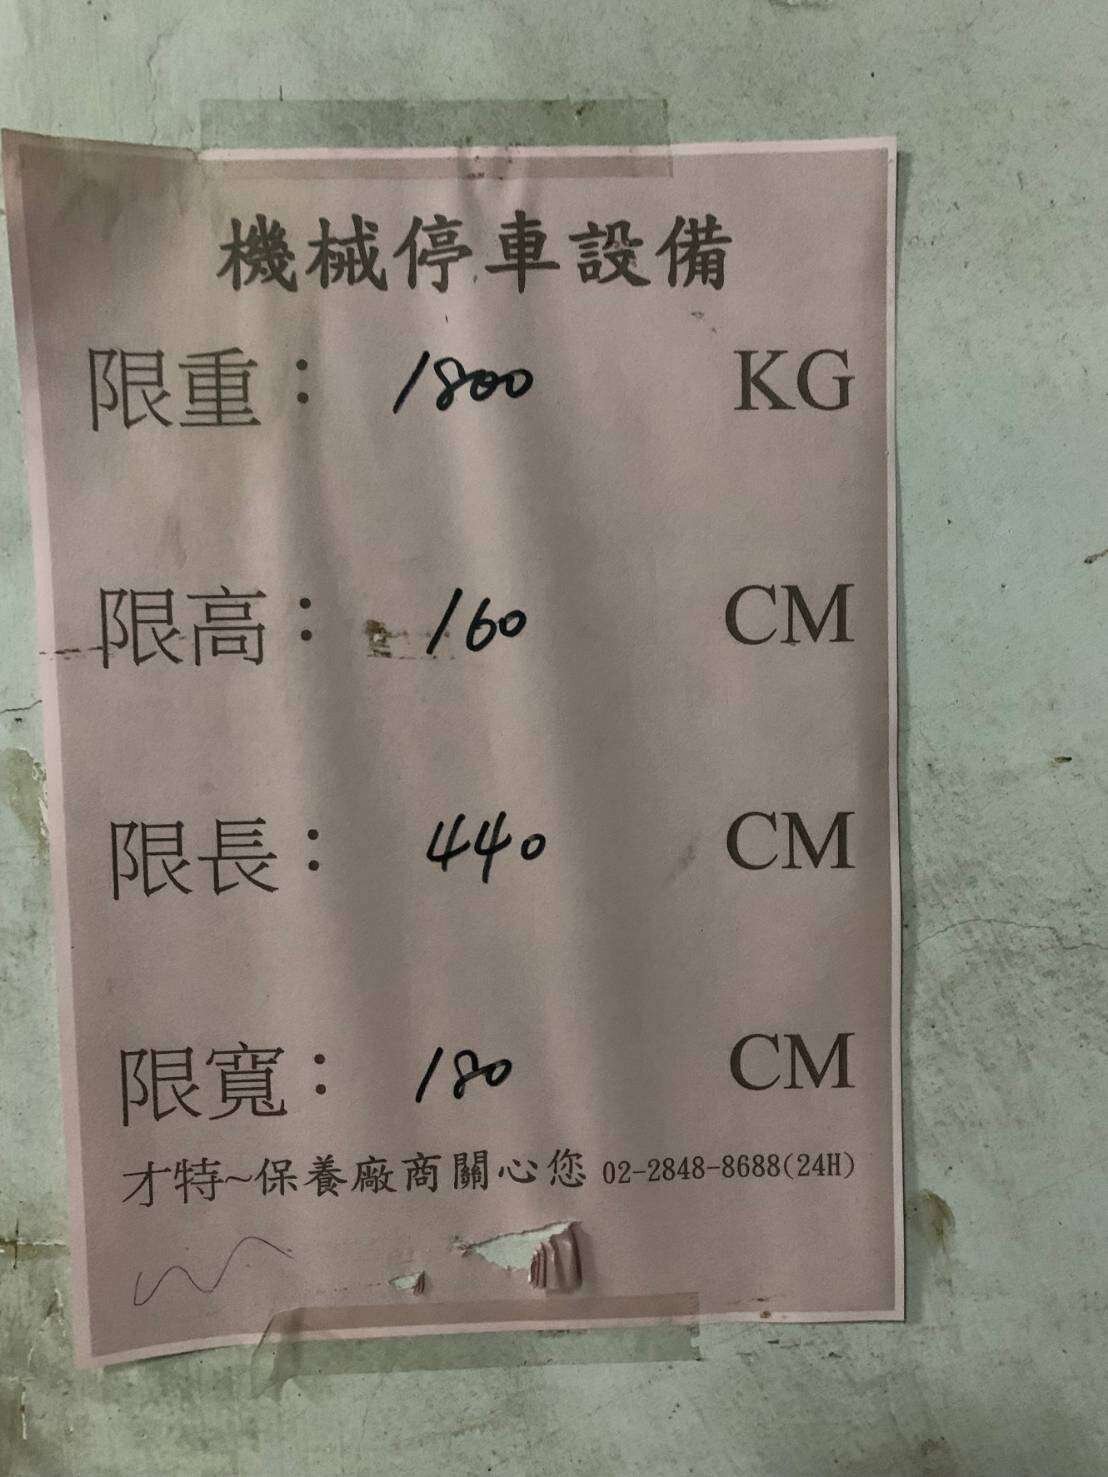 機械停車設備
限重： 1800 KG
限高： 160 CM
限長： 440 CM
限寬： 180 CM
才特~保養廠商關心您 02-2848-8688(24H)